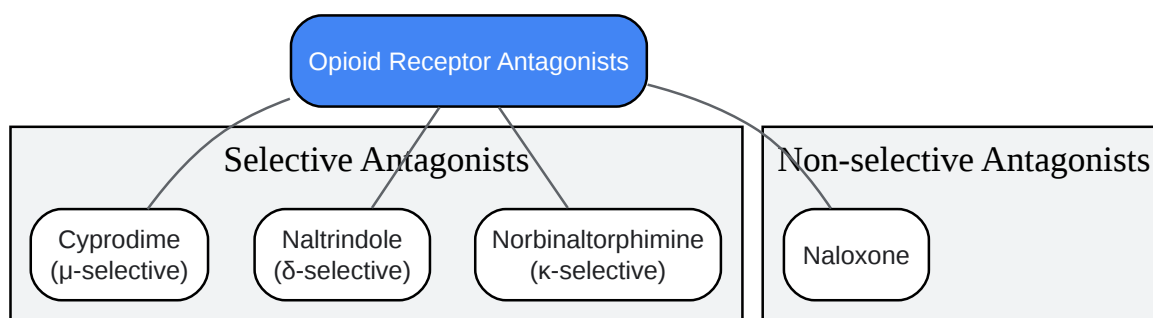 Opioid Receptor Antagonists
Selective Antagonists
Non-selective Antagonists
Cyprodime
(μ-selective)
Naltrindole
(δ-selective)
Norbinaltorphimine
(κ-selective)
Naloxone